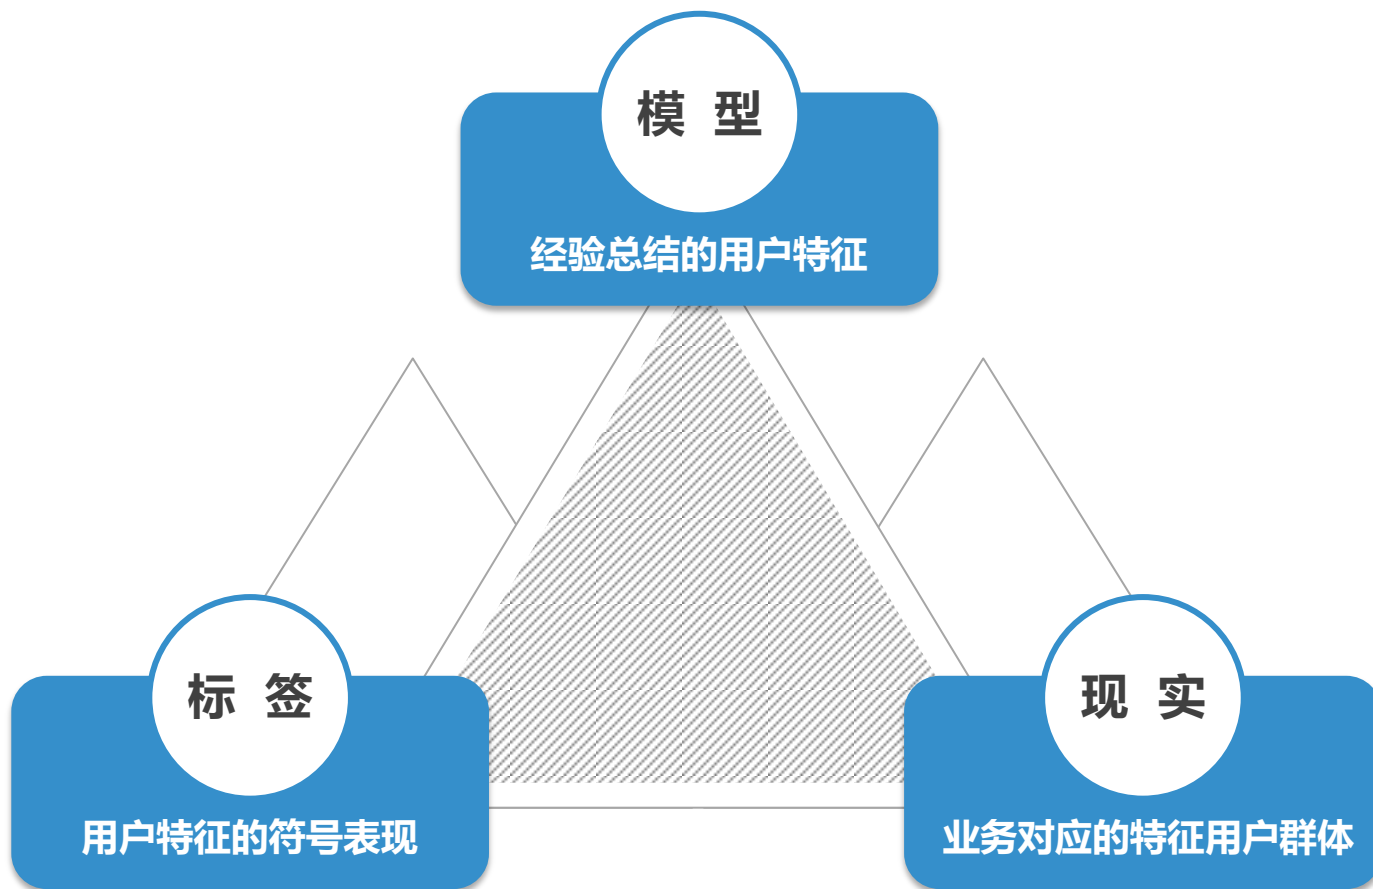 模 型
经验总结的用户特征
标 签
用户特征的符号表现
现 实
业务对应的特征用户群体